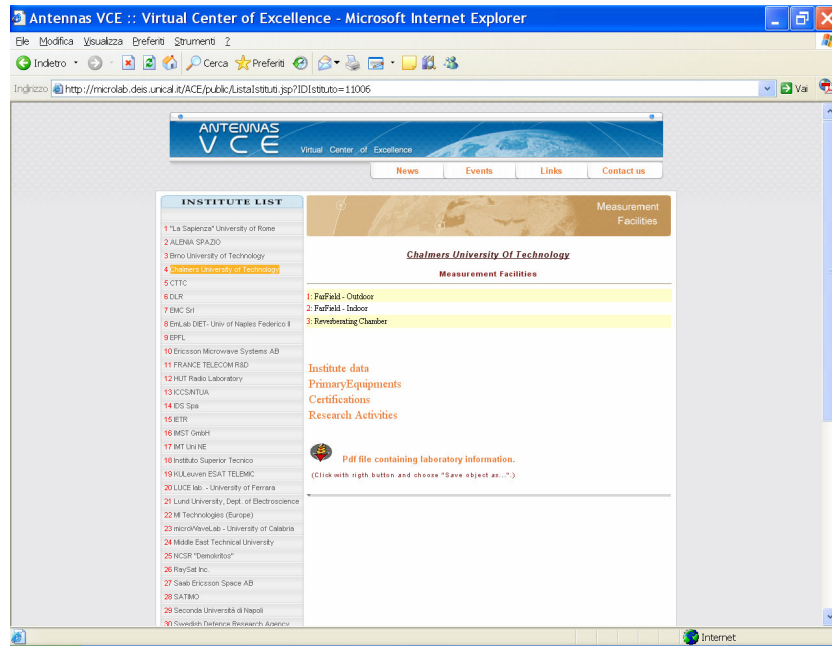 Antennas VCE :: Virtual Center of Excellence - Microsoft Internet Explorer
File Modifica Visualizza Preferiti Strumenti ?
Indietro Cerca Preferiti
Indirizzo http://microlab.deis.unical.it/ACE/public/ListaIstituti.jsp?IDIstituto=11006 Vai
ANTENNAS
VCE Virtual Center of Excellence
News Events Links Contact us
INSTITUTE LIST
Measurement
Facilities
1 "La Sapienza" University of Rome
2 ALENIA SPAZIO
3 Brno University of Technology
4 Chalmers University of Technology
5 CTTC
6 DLR
7 EMC Srl
8 EmLab DIET- Univ of Naples Federico II
9 EPFL
10 Ericsson Microwave Systems AB
11 FRANCE TELECOM R&D
12 HUT Radio Laboratory
13 ICCS/NTUA
14 IDS Spa
15 IETR
16 IMST GmbH
17 IMT Uni NE
18 Instituto Superior Tecnico
19 KULeuven ESAT TELEMIC
20 LUCE lab. - University of Ferrara
21 Lund University, Dept. of Electroscience
22 MI Technologies (Europe)
23 microWaveLab - University of Calabria
24 Middle East Technical University
25 NCSR "Demokritos"
26 RaySat Inc.
27 Saab Ericsson Space AB
28 SATIMO
29 Seconda Università di Napoli
30 Swedish Defence Research Agency
Chalmers University Of Technology
Measurement Facilities
1: FarField - Outdoor
2: FarField - Indoor
3: Reverberating Chamber
Institute data
PrimaryEquipments
Certifications
Research Activities
Pdf file containing laboratory information.
(Click with rigth button and choose "Save object as...".)
Internet